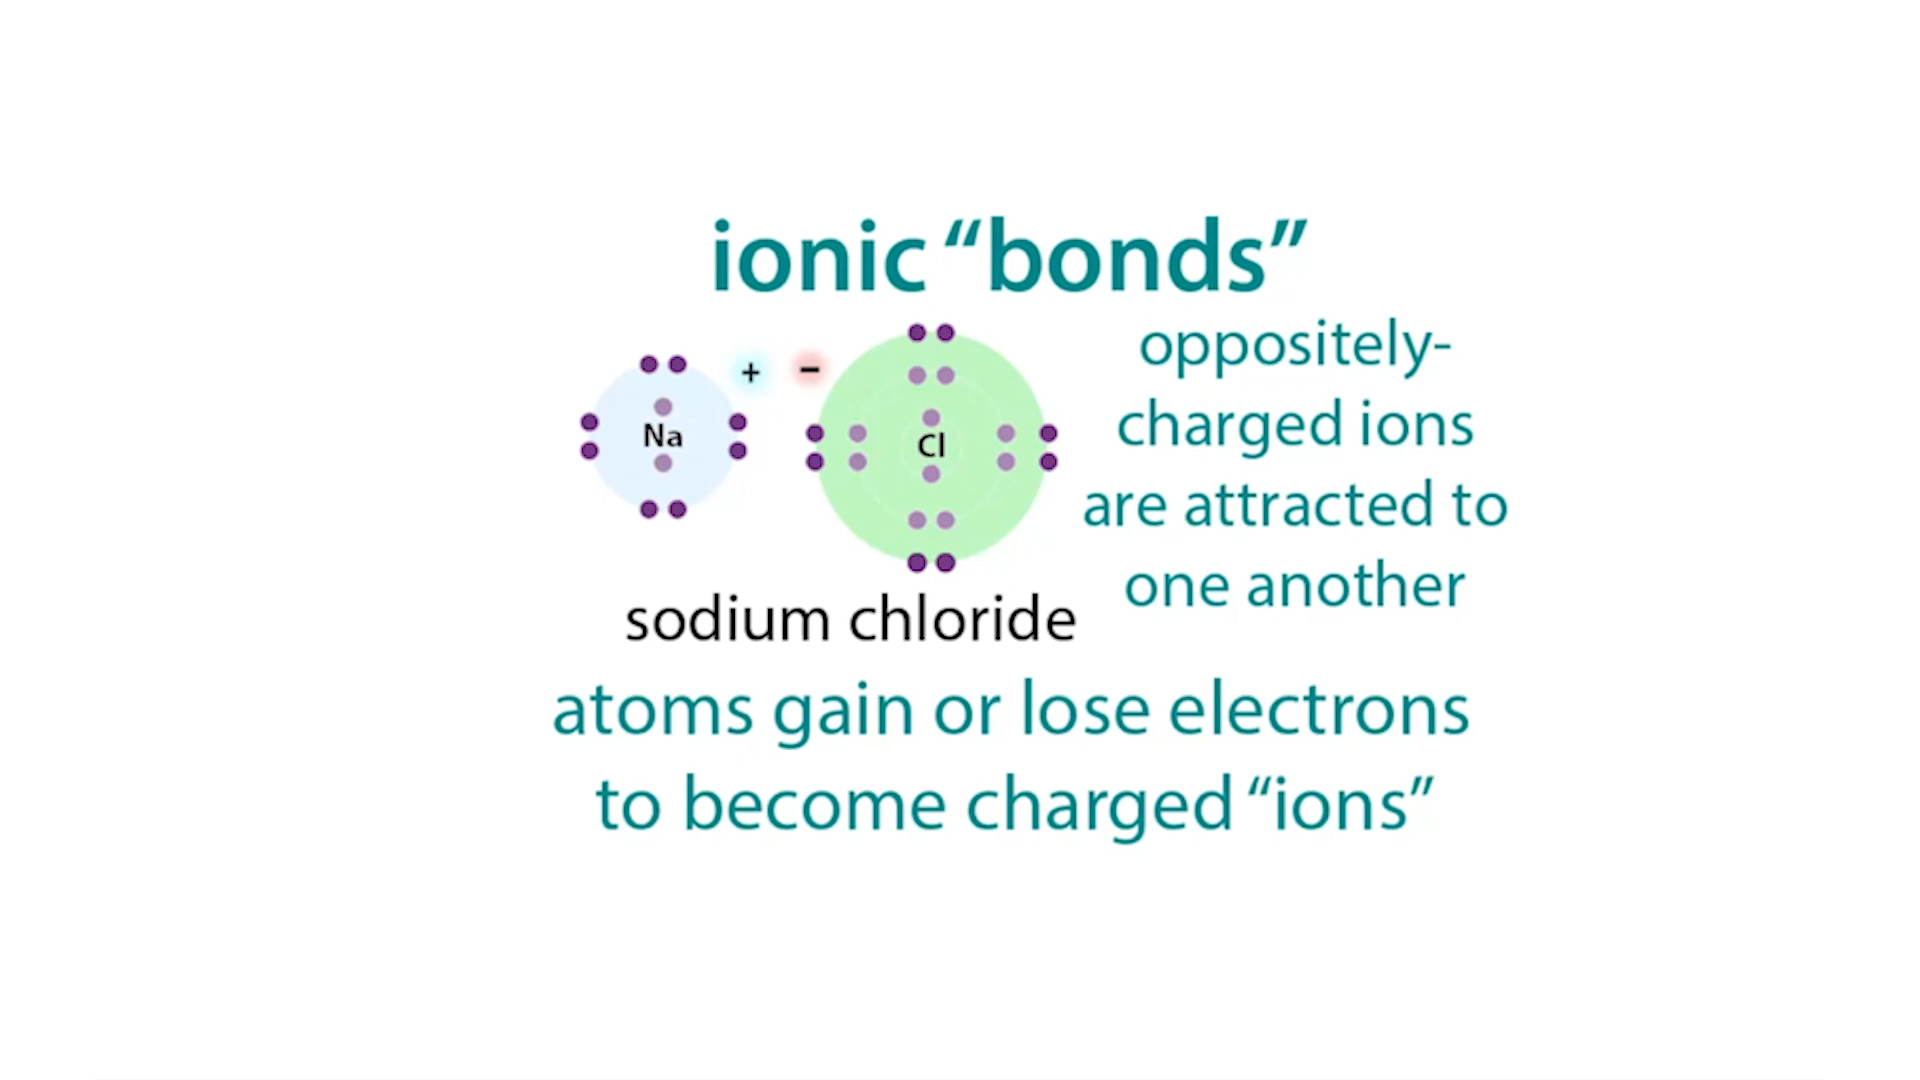 ionic “bonds”
+ −
Na
Cl
oppositely-
charged ions
are attracted to
one another
sodium chloride
atoms gain or lose electrons
to become charged “ions”